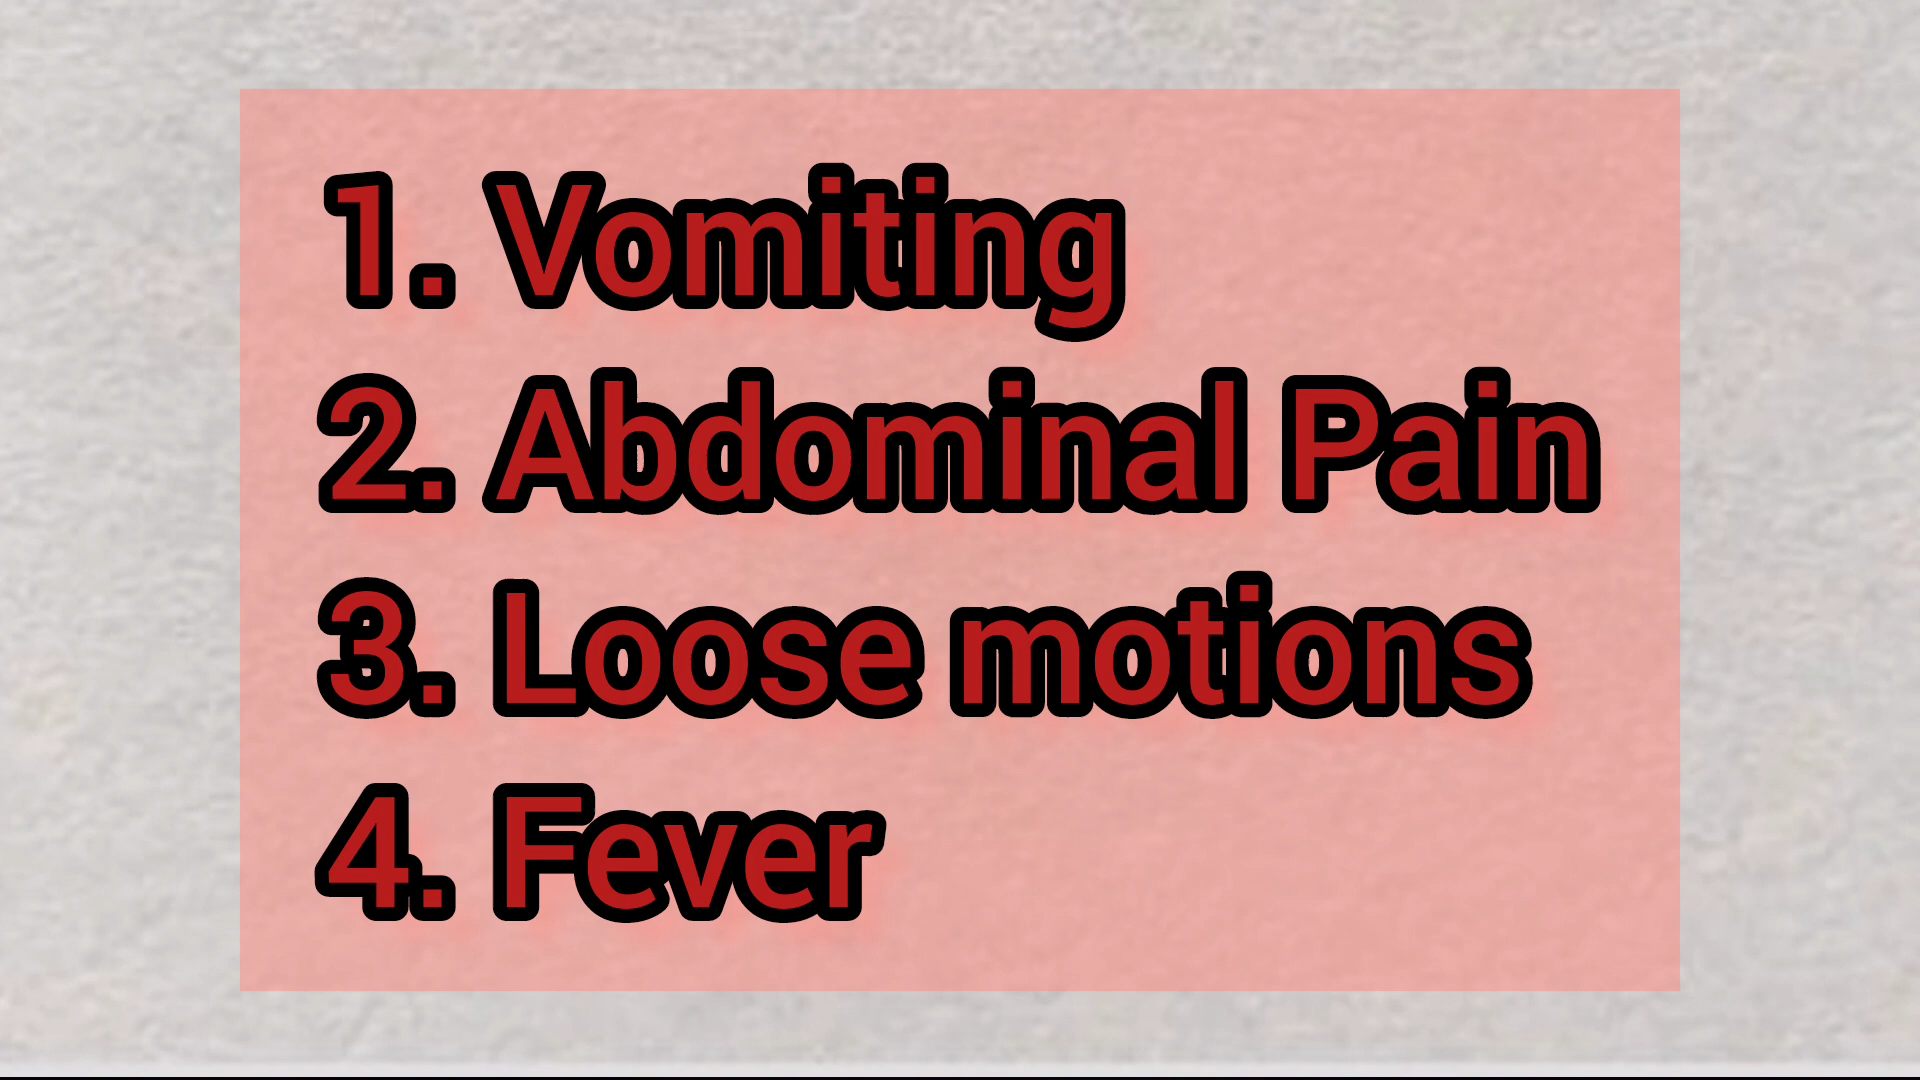 1. Vomiting
2. Abdominal Pain
3. Loose motions
4. Fever